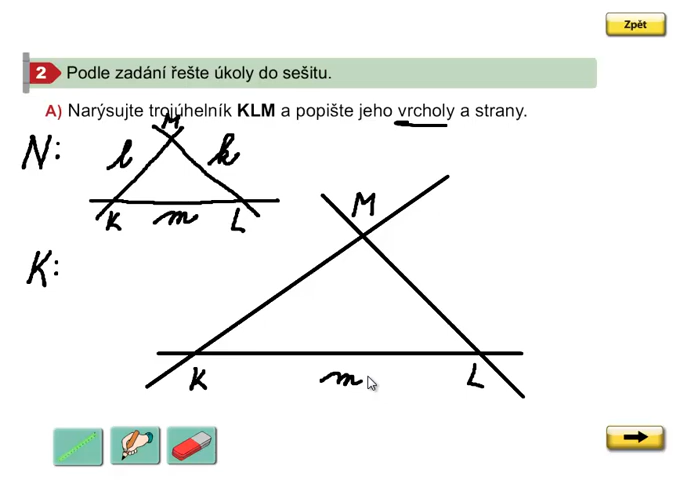 Zpět
2 Podle zadání řešte úkoly do sešitu.
A) Narýsujte trojúhelník KLM a popište jeho vrcholy a strany.
M
N: l k
K m L
M
K:
K m L